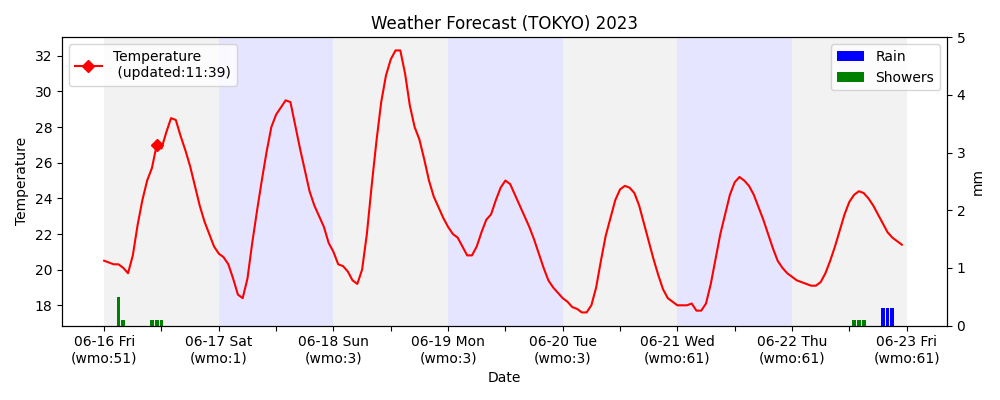 Weather Forecast (TOKYO) 2023
Temperature
(updated:11:39)
Rain
Showers
Temperature
32
30
28
26
24
22
20
18
5
4
3
2
1
0
mm
06-16 Fri
(wmo:51)
06-17 Sat
(wmo:1)
06-18 Sun
(wmo:3)
06-19 Mon
(wmo:3)
06-20 Tue
(wmo:3)
06-21 Wed
(wmo:61)
06-22 Thu
(wmo:61)
06-23 Fri
(wmo:61)
Date